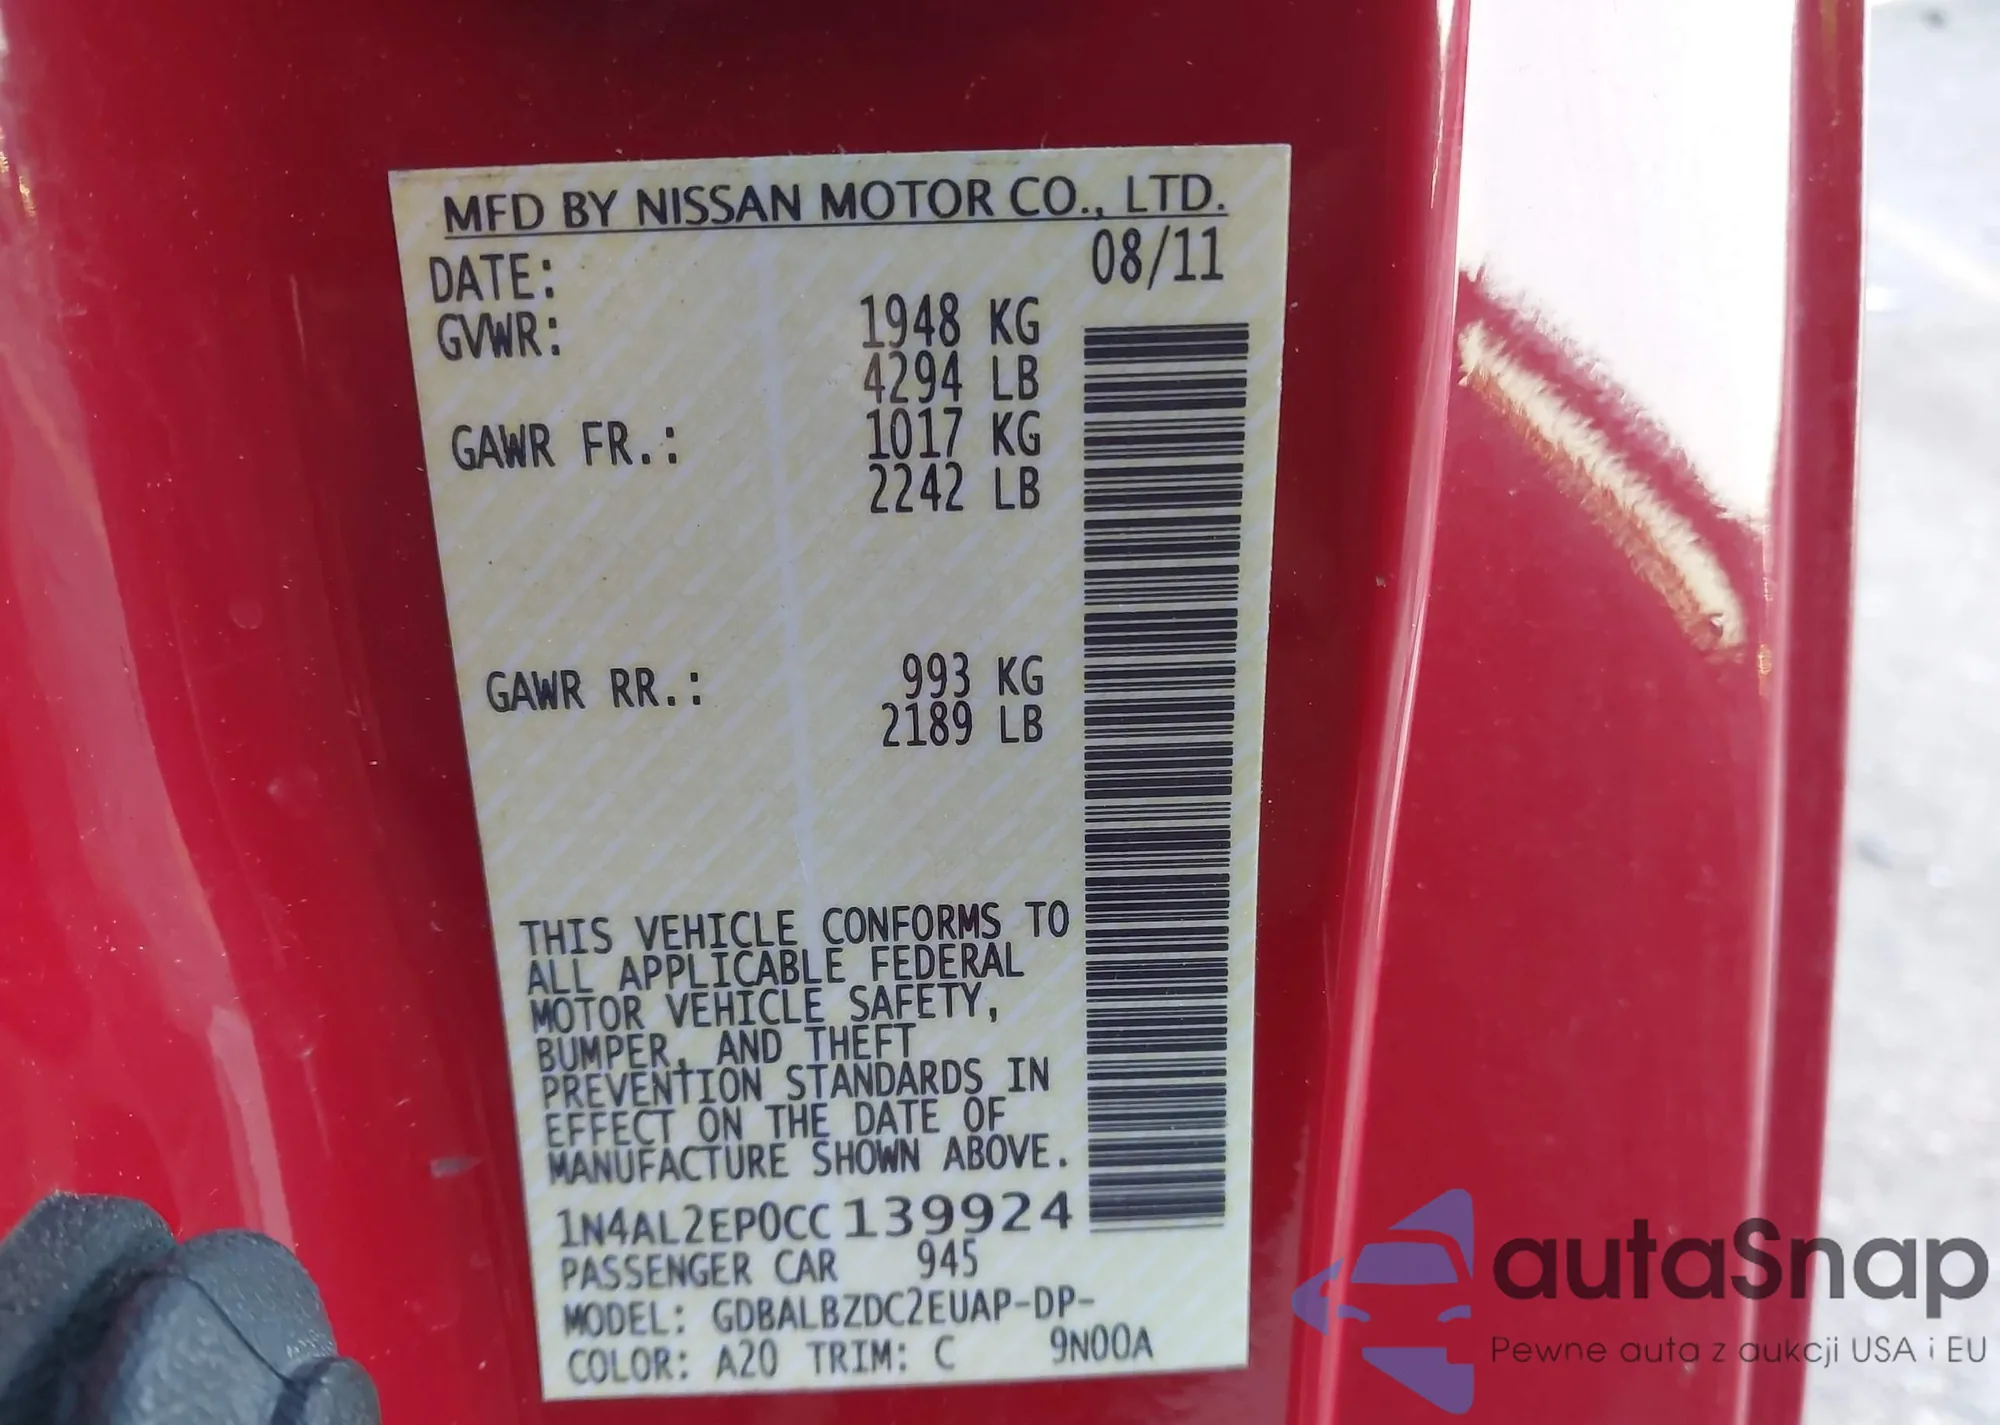 MFD BY NISSAN MOTOR CO., LTD.
DATE: 08/11
GVWR: 1948 KG
4294 LB
GAWR FR.: 1017 KG
2242 LB
GAWR RR.: 993 KG
2189 LB
THIS VEHICLE CONFORMS TO
ALL APPLICABLE FEDERAL
MOTOR VEHICLE SAFETY,
BUMPER, AND THEFT
PREVENTION STANDARDS IN
EFFECT ON THE DATE OF
MANUFACTURE SHOWN ABOVE.
1N4AL2EP0CC139924
PASSENGER CAR 945
MODEL: GDBALBZDC2EUAP-DP-
COLOR: A20 TRIM: C 9N00A
autaSnap
Pewne auta z aukcji USA i EU